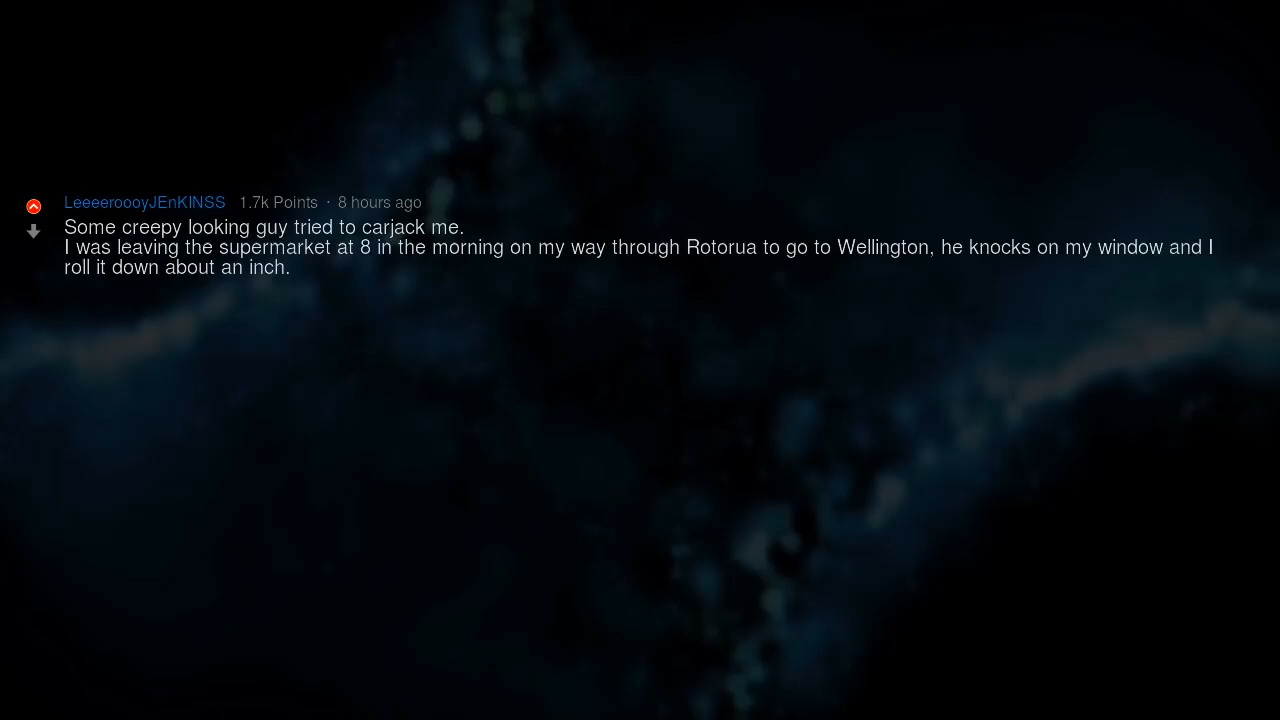 LeeeeroooyJEnKINSS 1.7k Points · 8 hours ago
Some creepy looking guy tried to carjack me.
I was leaving the supermarket at 8 in the morning on my way through Rotorua to go to Wellington, he knocks on my window and I
roll it down about an inch.